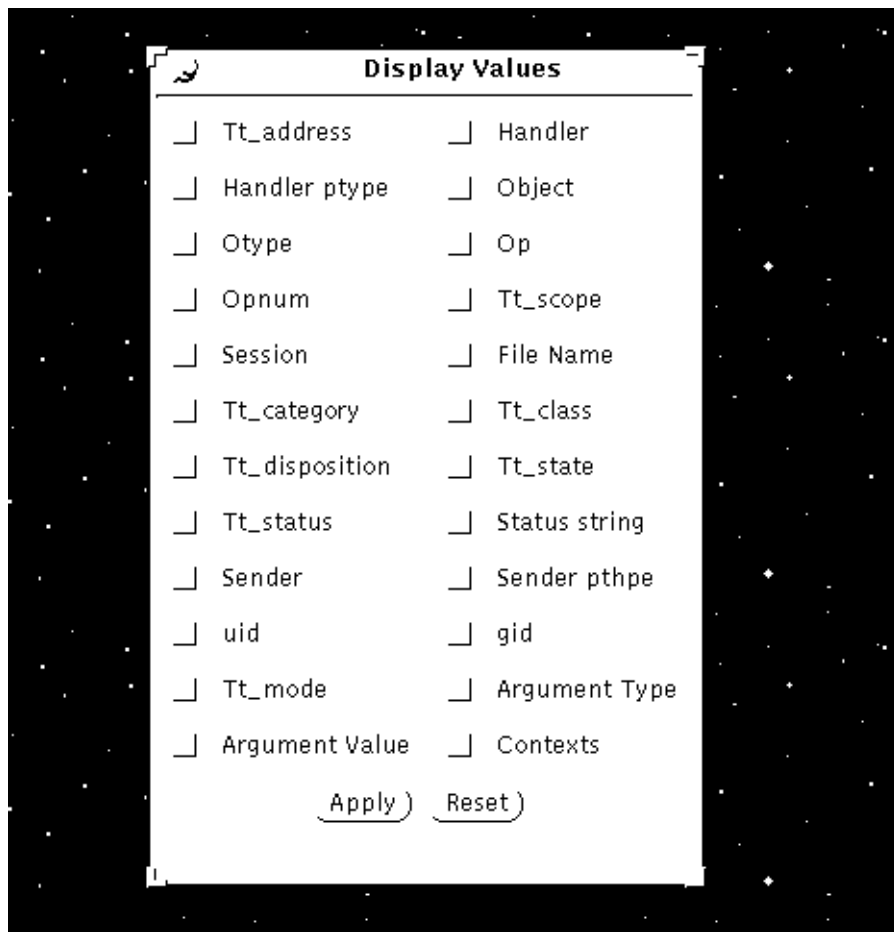 Display Values
Tt_address Handler
Handler ptype Object
Otype Op
Opnum Tt_scope
Session File Name
Tt_category Tt_class
Tt_disposition Tt_state
Tt_status Status string
Sender Sender pthpe
uid gid
Tt_mode Argument Type
Argument Value Contexts
Apply Reset